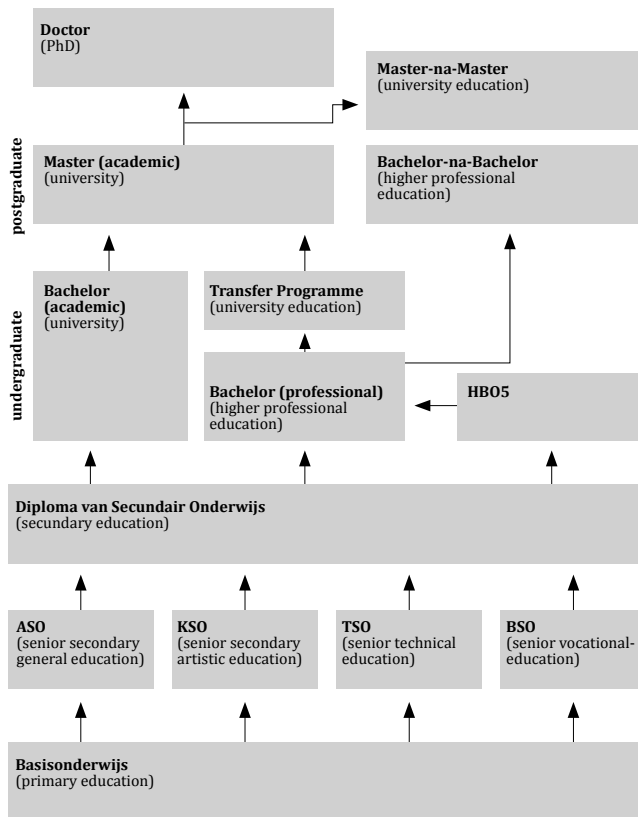 Doctor
(PhD)
Master-na-Master
(university education)
Master (academic)
(university)
Bachelor-na-Bachelor
(higher professional
education)
postgraduate
Bachelor
(academic)
(university)
Transfer Programme
(university education)
undergraduate
Bachelor (professional)
(higher professional
education)
HBO5
Diploma van Secundair Onderwijs
(secundary education)
ASO
(senior secondary
general education)
KSO
(senior secondary
artistic education)
TSO
(senior technical
education)
BSO
(senior vocational-
education)
Basisonderwijs
(primary education)